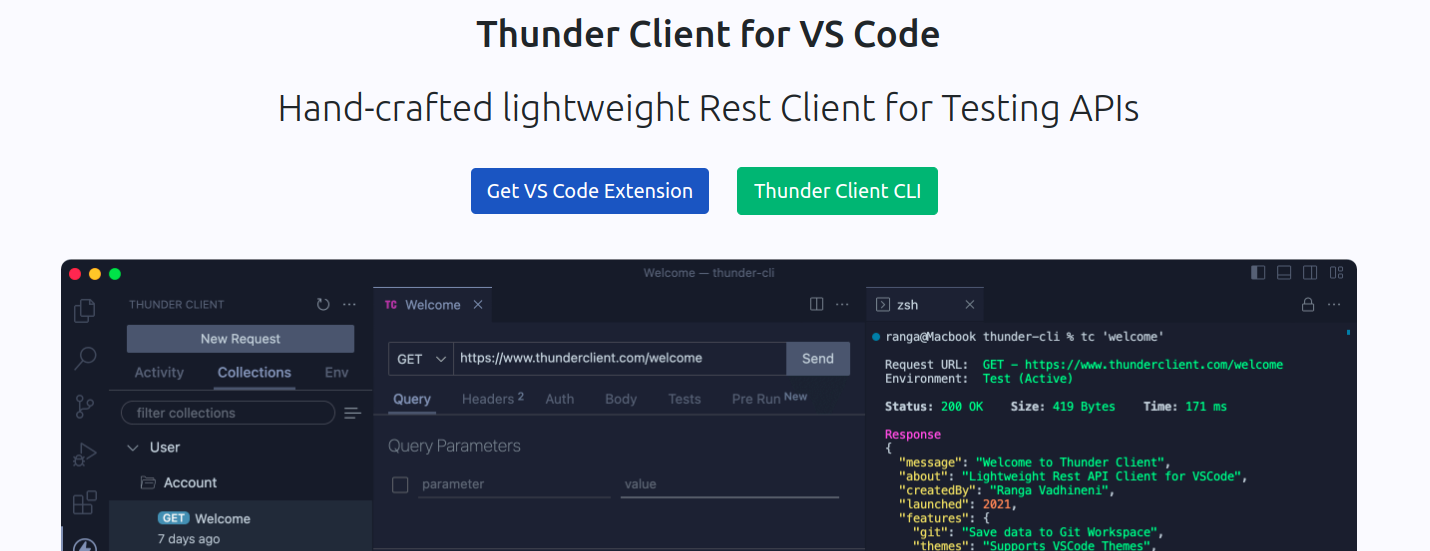 Thunder Client for VS Code
Hand-crafted lightweight Rest Client for Testing APIs
Get VS Code Extension
Thunder Client CLI
Welcome — thunder-cli
THUNDER CLIENT
New Request
Activity
Collections
Env
filter collections
User
Account
GET Welcome
7 days ago
TC Welcome
GET
https://www.thunderclient.com/welcome
Send
Query
Headers 2
Auth
Body
Tests
Pre Run New
Query Parameters
parameter
value
zsh
ranga@Macbook thunder-cli % tc 'welcome'
Request URL: GET - https://www.thunderclient.com/welcome
Environment: Test (Active)
Status: 200 OK Size: 419 Bytes Time: 171 ms
Response
{
"message": "Welcome to Thunder Client",
"about": "Lightweight Rest API Client for VSCode",
"createdBy": "Ranga Vadhineni",
"launched": 2021,
"features": {
"git": "Save data to Git Workspace",
"themes": "Supports VSCode Themes",